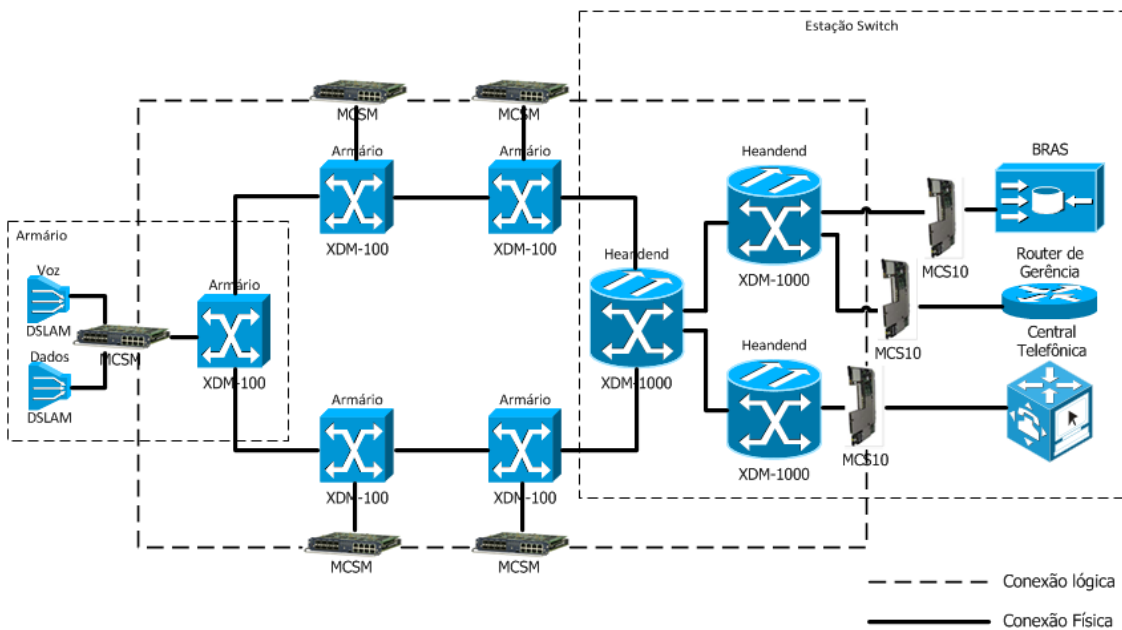 Estação Switch
MCSM
MCSM
Armário
Armário
Heandend
BRAS
XDM-100
XDM-100
Armário
Voz
DSLAM
Dados
DSLAM
MCSM
Armário
XDM-100
Heandend
XDM-1000
XDM-1000
MCS10
Router de
Gerência
MCS10
Central
Telefônica
Heandend
XDM-1000
MCS10
Armário
Armário
XDM-100
XDM-100
MCSM
MCSM
Conexão lógica
Conexão Física